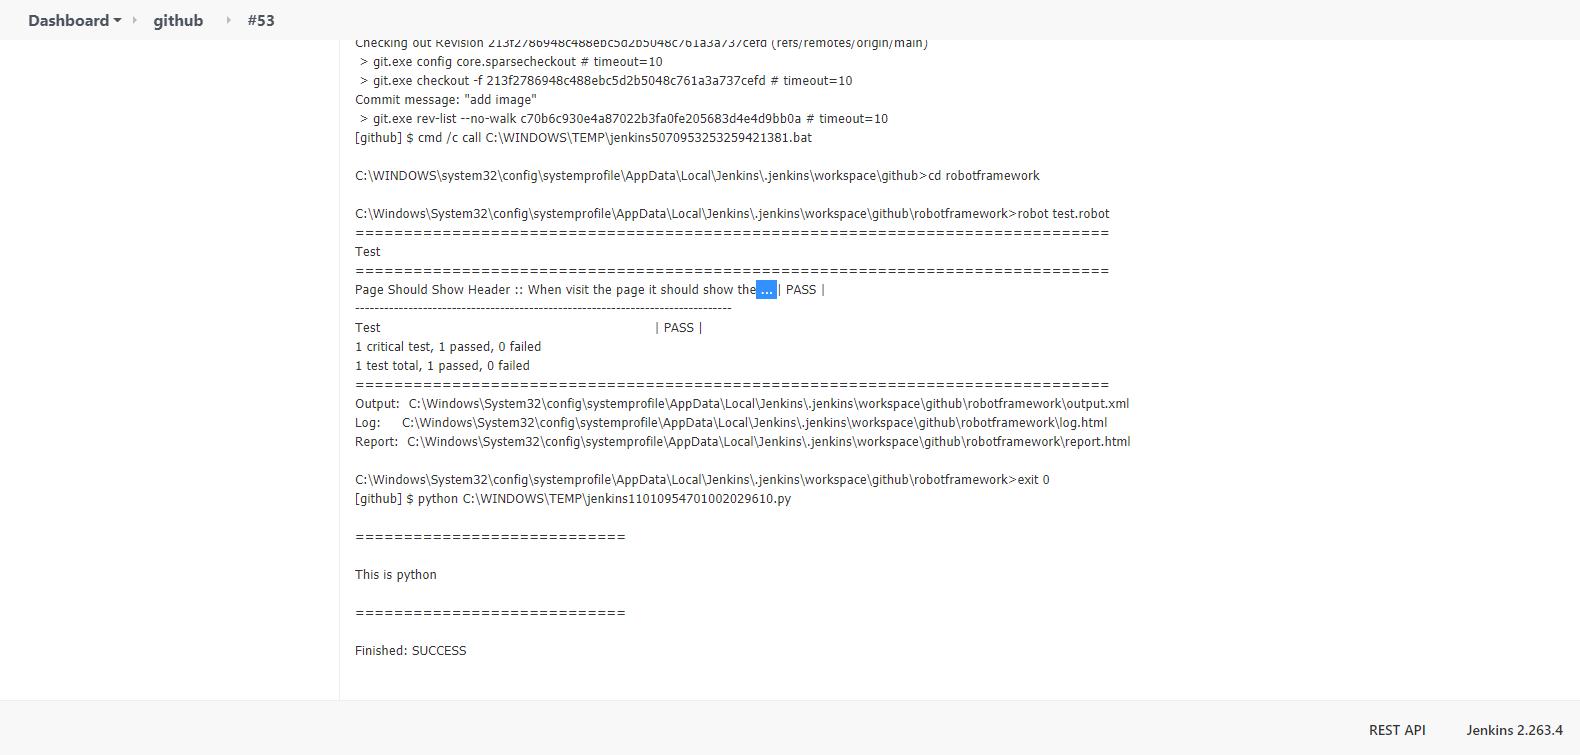 Dashboard github #53
Checking out Revision 213f2786948c488ebc5d2b5048c761a3a737cefd (refs/remotes/origin/main)
> git.exe config core.sparsecheckout # timeout=10
> git.exe checkout -f 213f2786948c488ebc5d2b5048c761a3a737cefd # timeout=10
Commit message: "add image"
> git.exe rev-list --no-walk c70b6c930e4a87022b3fa0fe205683d4e4d9bb0a # timeout=10
[github] $ cmd /c call C:\WINDOWS\TEMP\jenkins5070953253259421381.bat
C:\WINDOWS\system32\config\systemprofile\AppData\Local\Jenkins\.jenkins\workspace\github>cd robotframework
C:\Windows\System32\config\systemprofile\AppData\Local\Jenkins\.jenkins\workspace\github\robotframework>robot test.robot
==============================================================================
Test
==============================================================================
Page Should Show Header :: When visit the page it should show the ... | PASS |
------------------------------------------------------------------------------
Test | PASS |
1 critical test, 1 passed, 0 failed
1 test total, 1 passed, 0 failed
==============================================================================
Output: C:\Windows\System32\config\systemprofile\AppData\Local\Jenkins\.jenkins\workspace\github\robotframework\output.xml
Log: C:\Windows\System32\config\systemprofile\AppData\Local\Jenkins\.jenkins\workspace\github\robotframework\log.html
Report: C:\Windows\System32\config\systemprofile\AppData\Local\Jenkins\.jenkins\workspace\github\robotframework\report.html
C:\Windows\System32\config\systemprofile\AppData\Local\Jenkins\.jenkins\workspace\github\robotframework>exit 0
[github] $ python C:\WINDOWS\TEMP\jenkins11010954701002029610.py
============================
This is python
============================
Finished: SUCCESS
REST API Jenkins 2.263.4